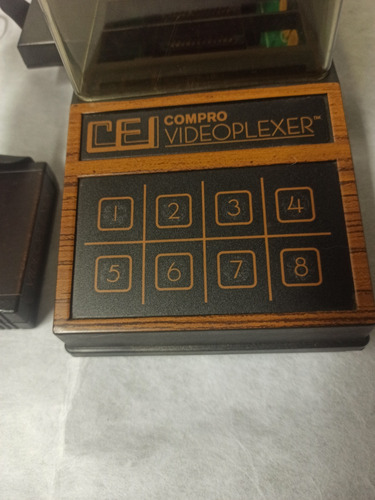 CEI COMPRO
VIDEOPLEXER™
1 2 3 4
5 6 7 8